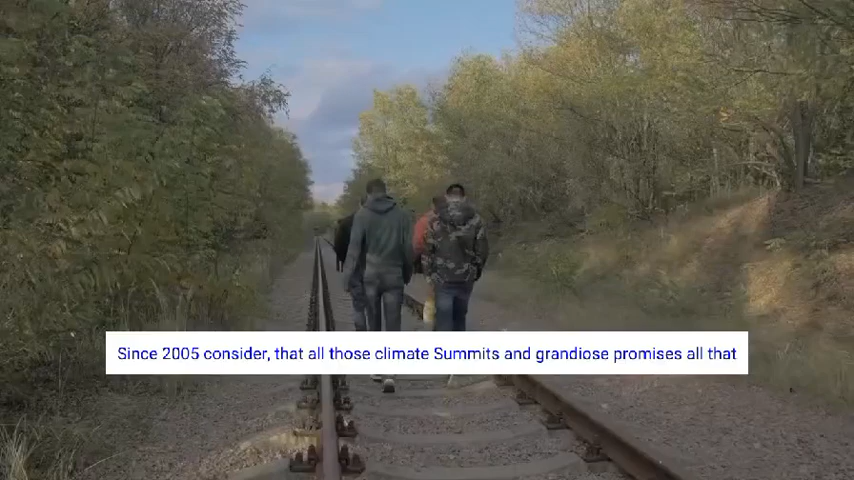 Since 2005 consider, that all those climate Summits and grandiose promises all that